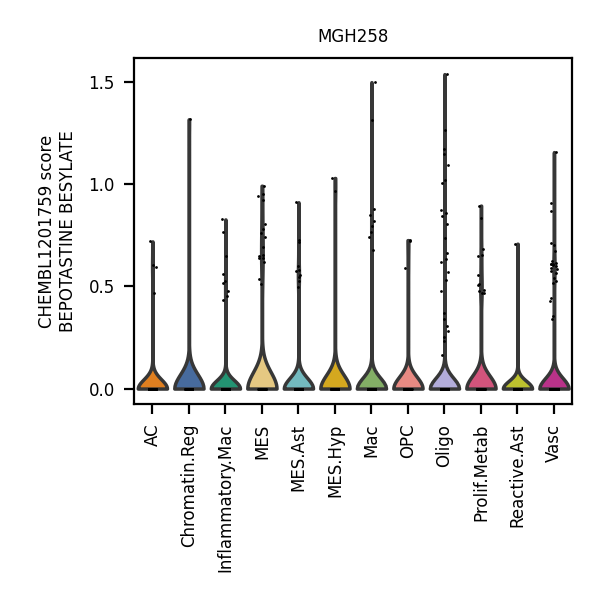 MGH258
CHEMBL1201759 score
BEPOTASTINE BESYLATE
1.5
1.0
0.5
0.0
AC
Chromatin.Reg
Inflammatory.Mac
MES
MES.Ast
MES.Hyp
Mac
OPC
Oligo
Prolif.Metab
Reactive.Ast
Vasc